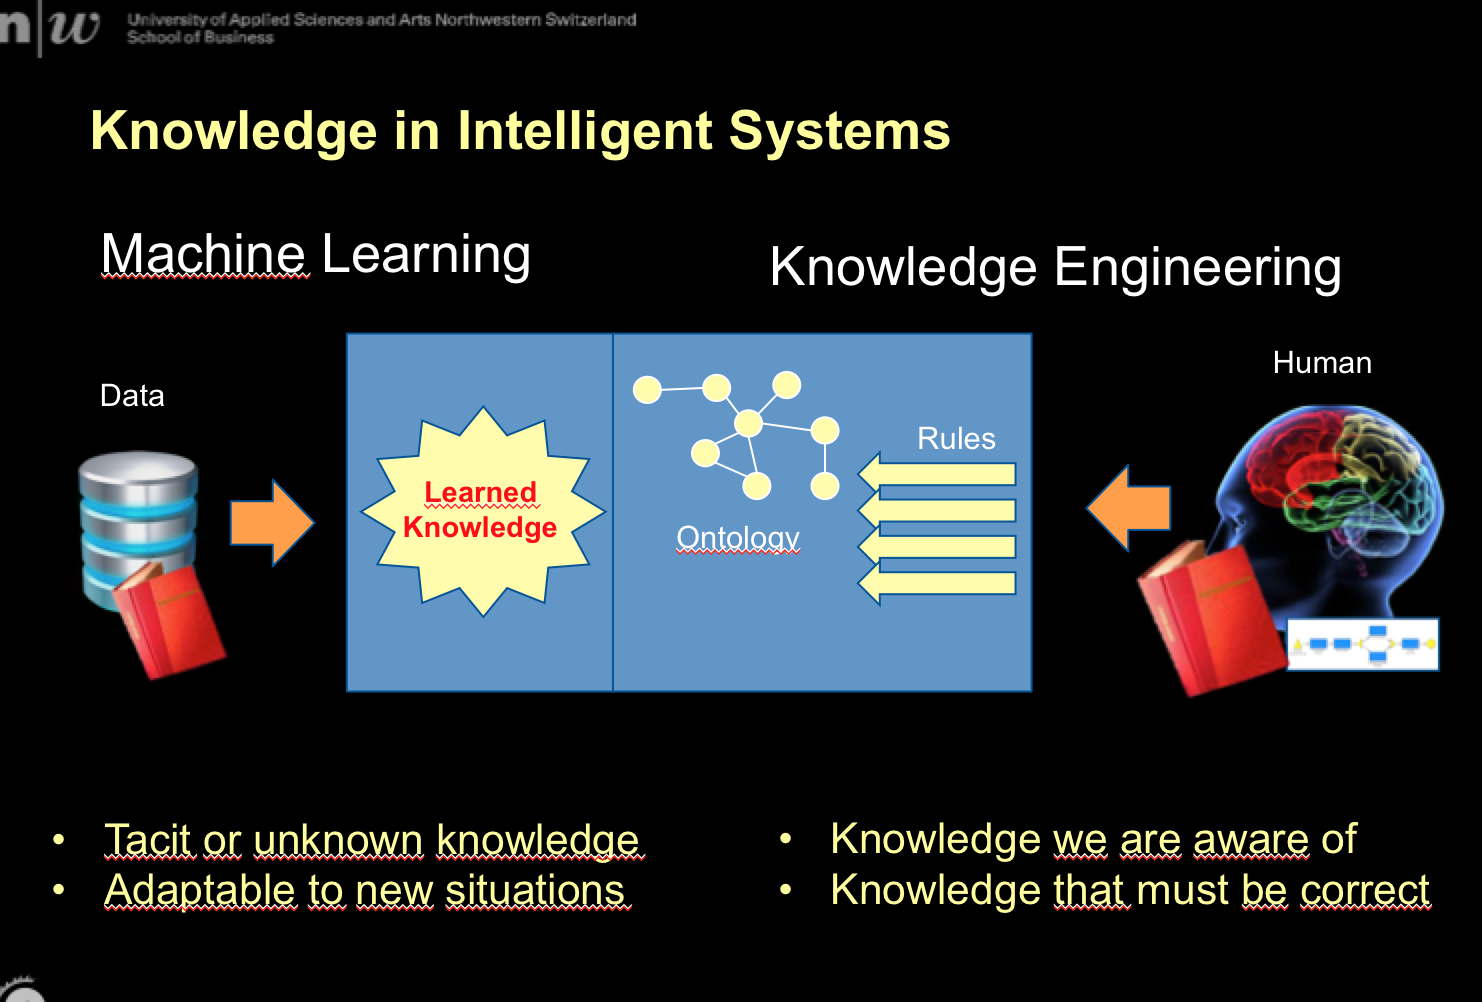 n|w University of Applied Sciences and Arts Northwestern Switzerland
School of Business
Knowledge in Intelligent Systems
Machine Learning
Knowledge Engineering
Data
Human
Learned
Knowledge
Ontology
Rules
• Tacit or unknown knowledge
• Adaptable to new situations
• Knowledge we are aware of
• Knowledge that must be correct